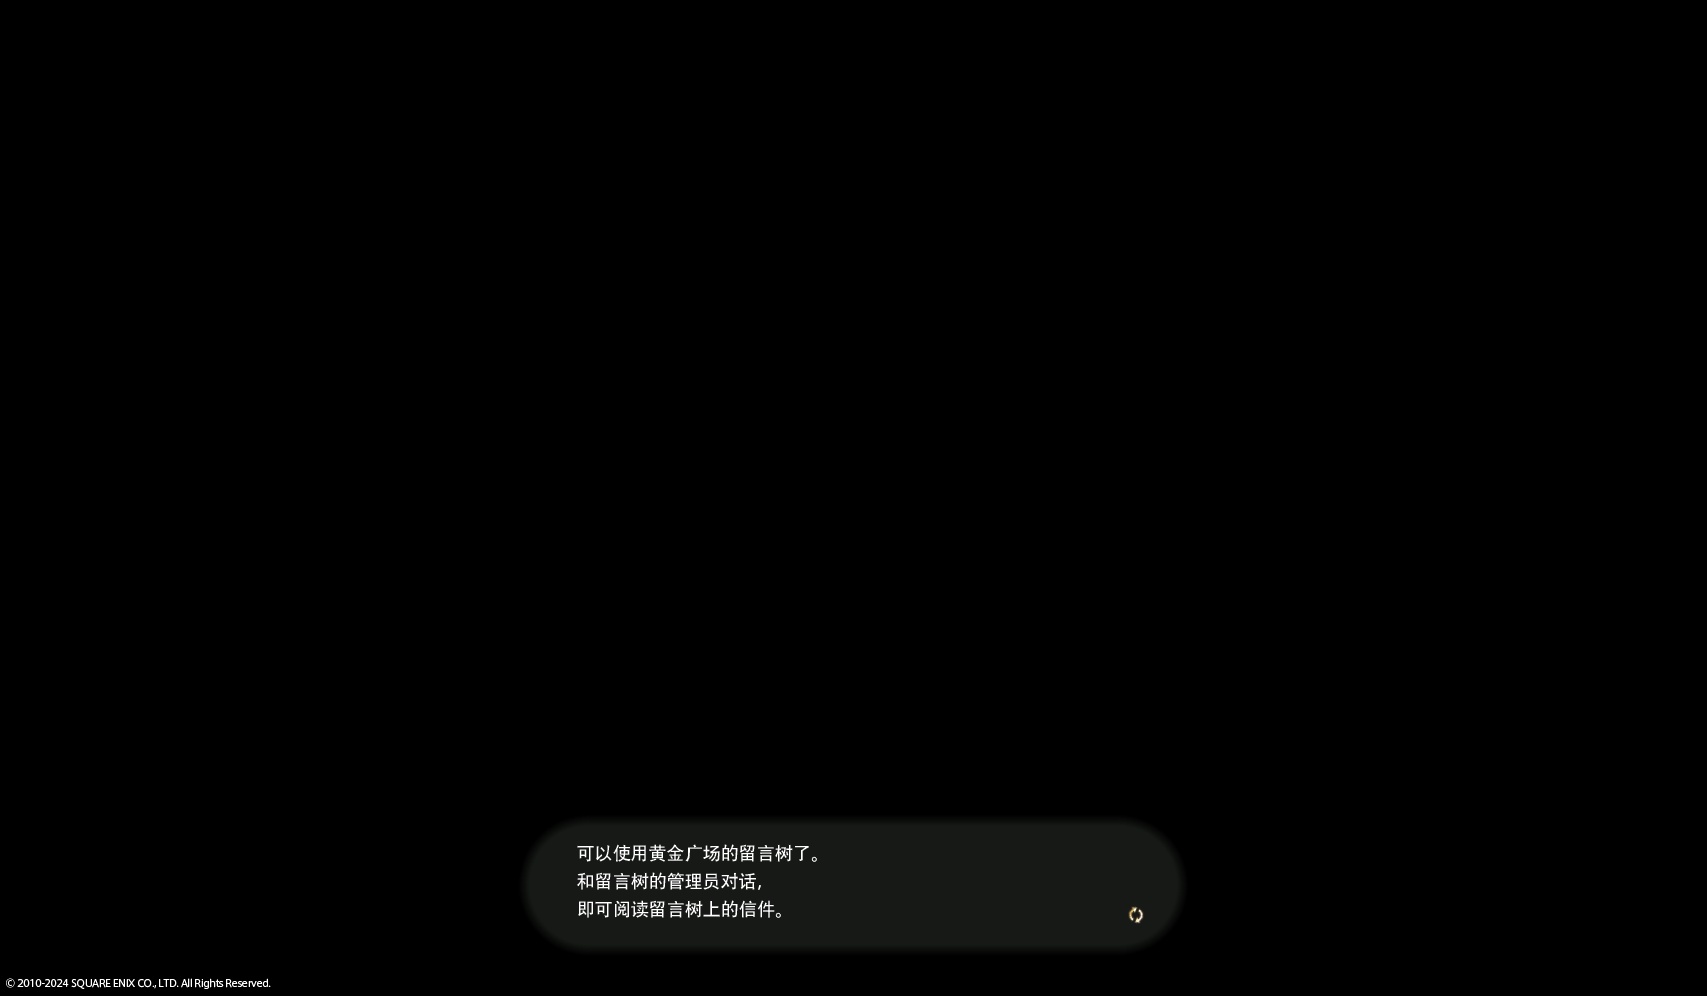 可以使用黄金广场的留言树了。
和留言树的管理员对话，
即可阅读留言树上的信件。
© 2010-2024 SQUARE ENIX CO., LTD. All Rights Reserved.